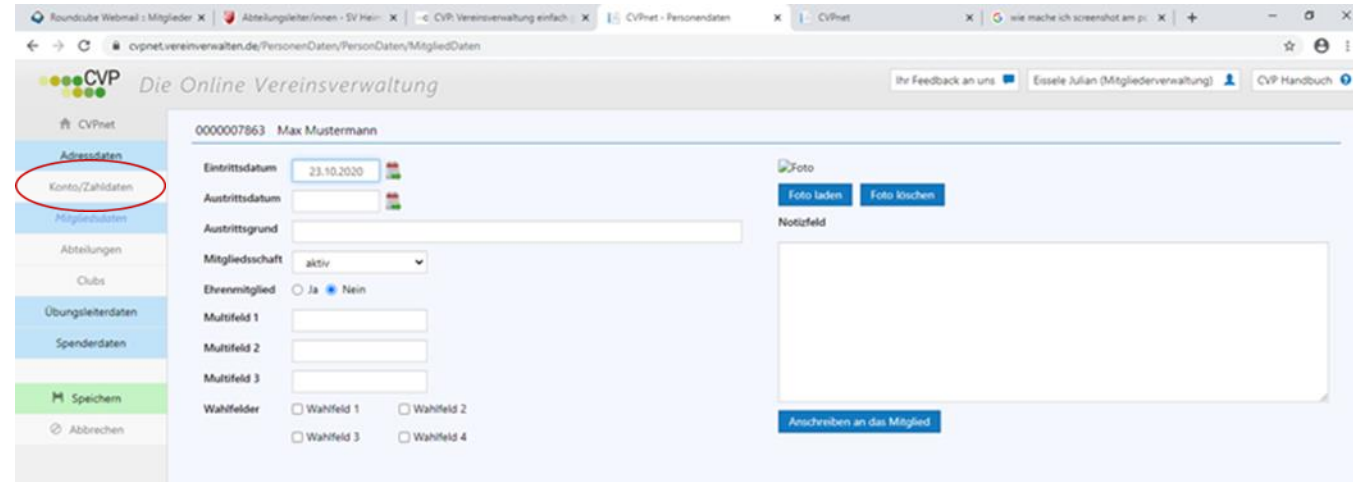 Roundcube Webmail :: Mitglieder × Abteilungsleiter/innen - SV Heim × CVP: Vereinsverwaltung einfach × CVPnet - Personendaten × CVPnet × wie mache ich screenshot am pc × +
cvpnet.vereinverwalten.de/PersonenDaten/PersonDaten/MitgliedDaten
CVP Die Online Vereinsverwaltung
Ihr Feedback an uns Eissele Julian (Mitgliederverwaltung) CVP Handbuch
CVPnet
Adressdaten
Konto/Zahldaten
Mitgliedsdaten
Abteilungen
Clubs
Übungsleiterdaten
Spenderdaten
Speichern
Abbrechen
0000007863 Max Mustermann
Eintrittsdatum 23.10.2020
Austrittsdatum
Austrittsgrund
Mitgliedsschaft aktiv
Ehrenmitglied Ja Nein
Multifeld 1
Multifeld 2
Multifeld 3
Wahlfelder Wahlfeld 1 Wahlfeld 2
Wahlfeld 3 Wahlfeld 4
Foto
Foto laden Foto löschen
Notizfeld
Anschreiben an das Mitglied